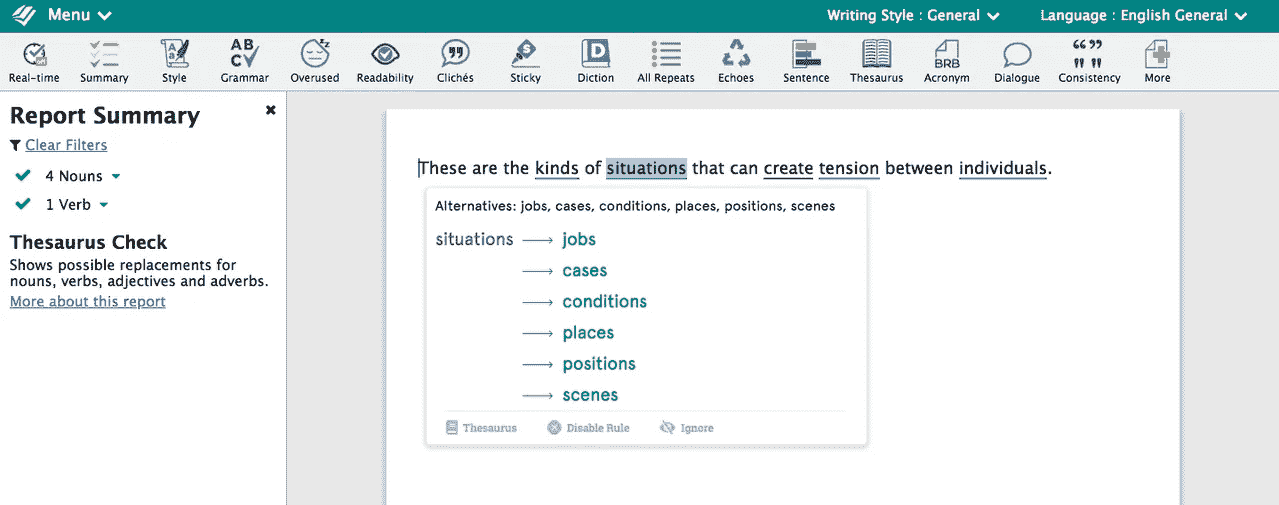 Menu
Writing Style : General
Language : English General
Real-time
Summary
Style
Grammar
Overused
Readability
Clichés
Sticky
Diction
All Repeats
Echoes
Sentence
Thesaurus
BRB
Acronym
Dialogue
Consistency
More
Report Summary
Clear Filters
4 Nouns
1 Verb
Thesaurus Check
Shows possible replacements for
nouns, verbs, adjectives and adverbs.
More about this report
These are the kinds of situations that can create tension between individuals.
Alternatives: jobs, cases, conditions, places, positions, scenes
situations → jobs
→ cases
→ conditions
→ places
→ positions
→ scenes
Thesaurus
Disable Rule
Ignore